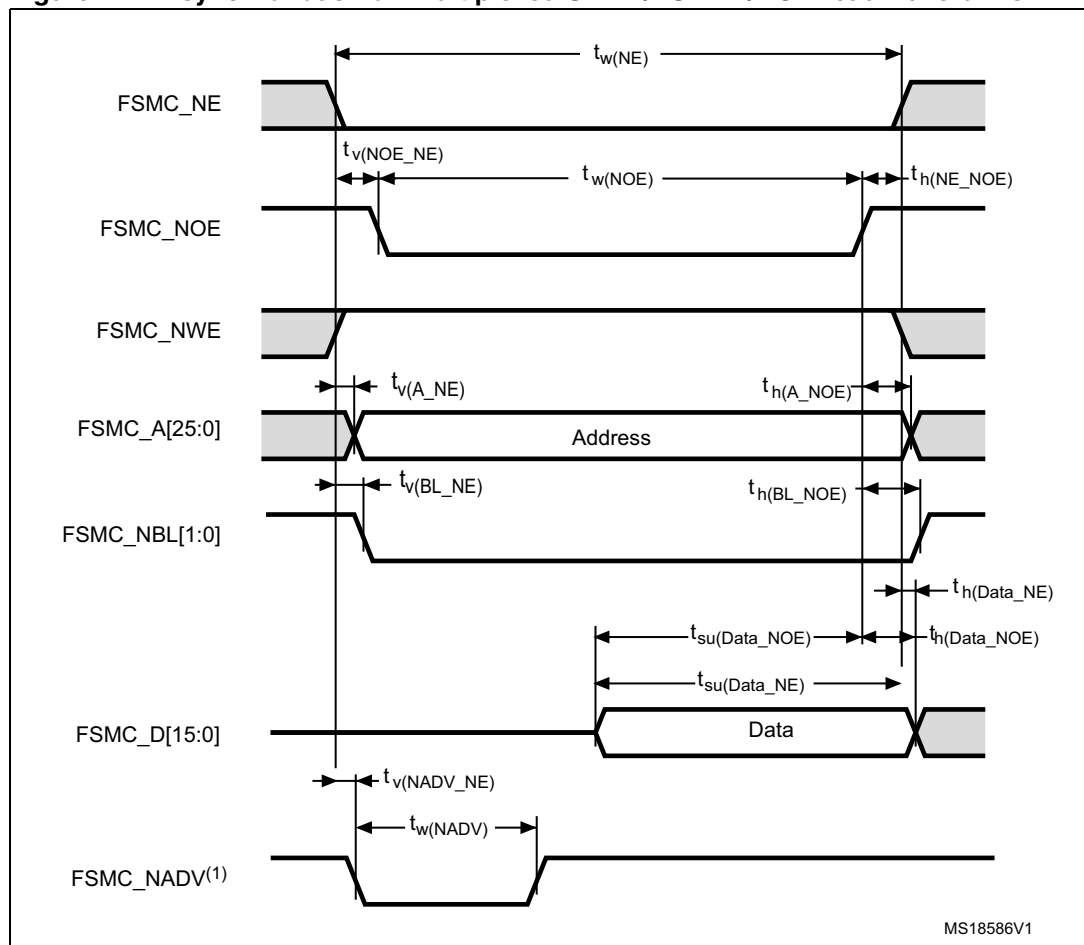 tw(NE)
FSMC_NE
tv(NOE_NE)
tw(NOE)
th(NE_NOE)
FSMC_NOE
FSMC_NWE
tv(A_NE)
th(A_NOE)
FSMC_A[25:0]
Address
tv(BL_NE)
th(BL_NOE)
FSMC_NBL[1:0]
th(Data_NE)
tsu(Data_NOE)
th(Data_NOE)
tsu(Data_NE)
FSMC_D[15:0]
Data
tv(NADV_NE)
tw(NADV)
FSMC_NADV(1)
MS18586V1